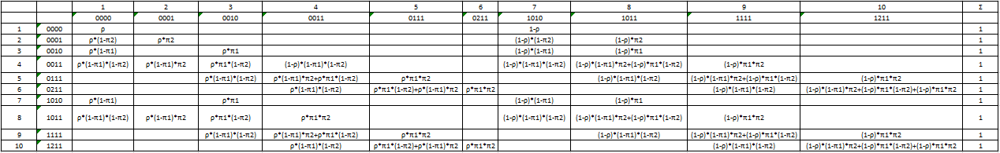 1 2 3 4 5 6 7 8 9 10 Σ
0000 0001 0010 0011 0111 0211 1010 1011 1111 1211
1 0000 ρ 1-ρ 1
2 0001 ρ*(1-π2) ρ*π2 (1-ρ)*(1-π2) (1-ρ)*π2 1
3 0010 ρ*(1-π1) ρ*π1 (1-ρ)*(1-π1) (1-ρ)*π1 1
4 0011 ρ*(1-π1)*(1-π2) ρ*(1-π1)*π2 ρ*π1*(1-π2) (1-ρ)*(1-π1)*(1-π2) (1-ρ)*(1-π1)*(1-π2) (1-ρ)*(1-π1)*π2+(1-ρ)*π1*(1-π2) (1-ρ)*π1*π2 1
5 0111 ρ*(1-π1)*(1-π2) ρ*(1-π1)*π2+ρ*π1*(1-π2) ρ*π1*π2 (1-ρ)*(1-π1)*(1-π2) (1-ρ)*(1-π1)*π2+(1-ρ)*π1*(1-π2) (1-ρ)*π1*π2 1
6 0211 ρ*(1-π1)*(1-π2) ρ*π1*(1-π2)+ρ*(1-π1)*π2 ρ*π1*π2 (1-ρ)*(1-π1)*(1-π2) (1-ρ)*(1-π1)*π2+(1-ρ)*π1*(1-π2)+(1-ρ)*π1*π2 1
7 1010 ρ*(1-π1) ρ*π1 (1-ρ)*(1-π1) (1-ρ)*π1 1
8 1011 ρ*(1-π1)*(1-π2) ρ*(1-π1)*π2 ρ*π1*(1-π2) ρ*π1*π2 (1-ρ)*(1-π1)*(1-π2) (1-ρ)*(1-π1)*π2+(1-ρ)*π1*(1-π2) (1-ρ)*π1*π2 1
9 1111 ρ*(1-π1)*(1-π2) ρ*(1-π1)*π2+ρ*π1*(1-π2) ρ*π1*π2 (1-ρ)*(1-π1)*(1-π2) (1-ρ)*(1-π1)*π2+(1-ρ)*π1*(1-π2) (1-ρ)*π1*π2 1
10 1211 ρ*(1-π1)*(1-π2) ρ*π1*(1-π2)+ρ*(1-π1)*π2 ρ*π1*π2 (1-ρ)*(1-π1)*(1-π2) (1-ρ)*(1-π1)*π2+(1-ρ)*π1*(1-π2)+(1-ρ)*π1*π2 1